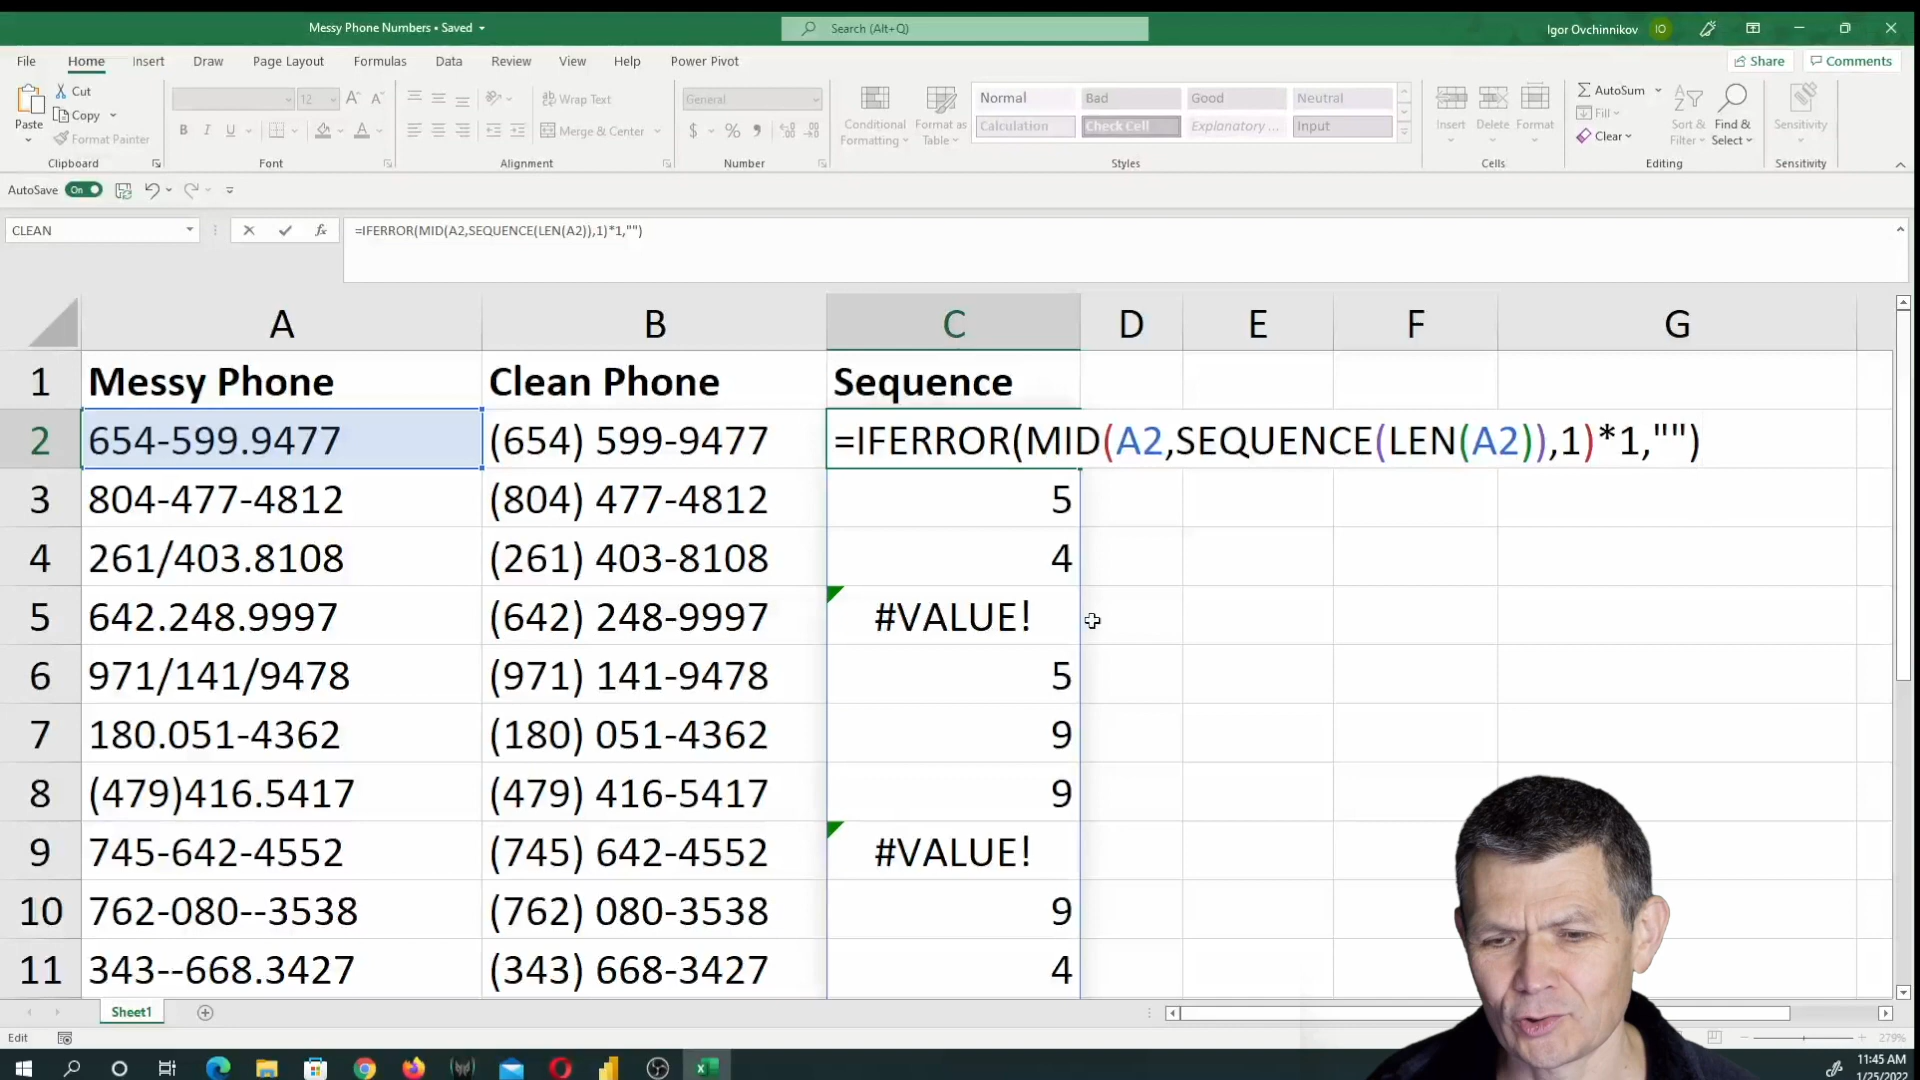 Messy Phone Numbers • Saved
Search (Alt+Q)
Igor Ovchinnikov
IO
File
Home
Insert
Draw
Page Layout
Formulas
Data
Review
View
Help
Power Pivot
Share
Comments
Paste
Cut
Copy
Format Painter
Clipboard
12
B I U
Font
Wrap Text
Merge & Center
Alignment
General
$ %
Number
Conditional Formatting
Format as Table
Normal
Bad
Good
Neutral
Calculation
Check Cell
Explanatory ...
Input
Styles
Insert
Delete
Format
Cells
AutoSum
Fill
Clear
Sort & Filter
Find & Select
Editing
Sensitivity
Sensitivity
AutoSave On
CLEAN
fx
=IFERROR(MID(A2,SEQUENCE(LEN(A2)),1)*1,"")
A B C D E F G
1 Messy Phone Clean Phone Sequence
2 654-599.9477 (654) 599-9477 =IFERROR(MID(A2,SEQUENCE(LEN(A2)),1)*1,"")
3 804-477-4812 (804) 477-4812 5
4 261/403.8108 (261) 403-8108 4
5 642.248.9997 (642) 248-9997 #VALUE!
6 971/141/9478 (971) 141-9478 5
7 180.051-4362 (180) 051-4362 9
8 (479)416.5417 (479) 416-5417 9
9 745-642-4552 (745) 642-4552 #VALUE!
10 762-080--3538 (762) 080-3538 9
11 343--668.3427 (343) 668-3427 4
Sheet1
Edit
279%
11:45 AM
1/25/2022